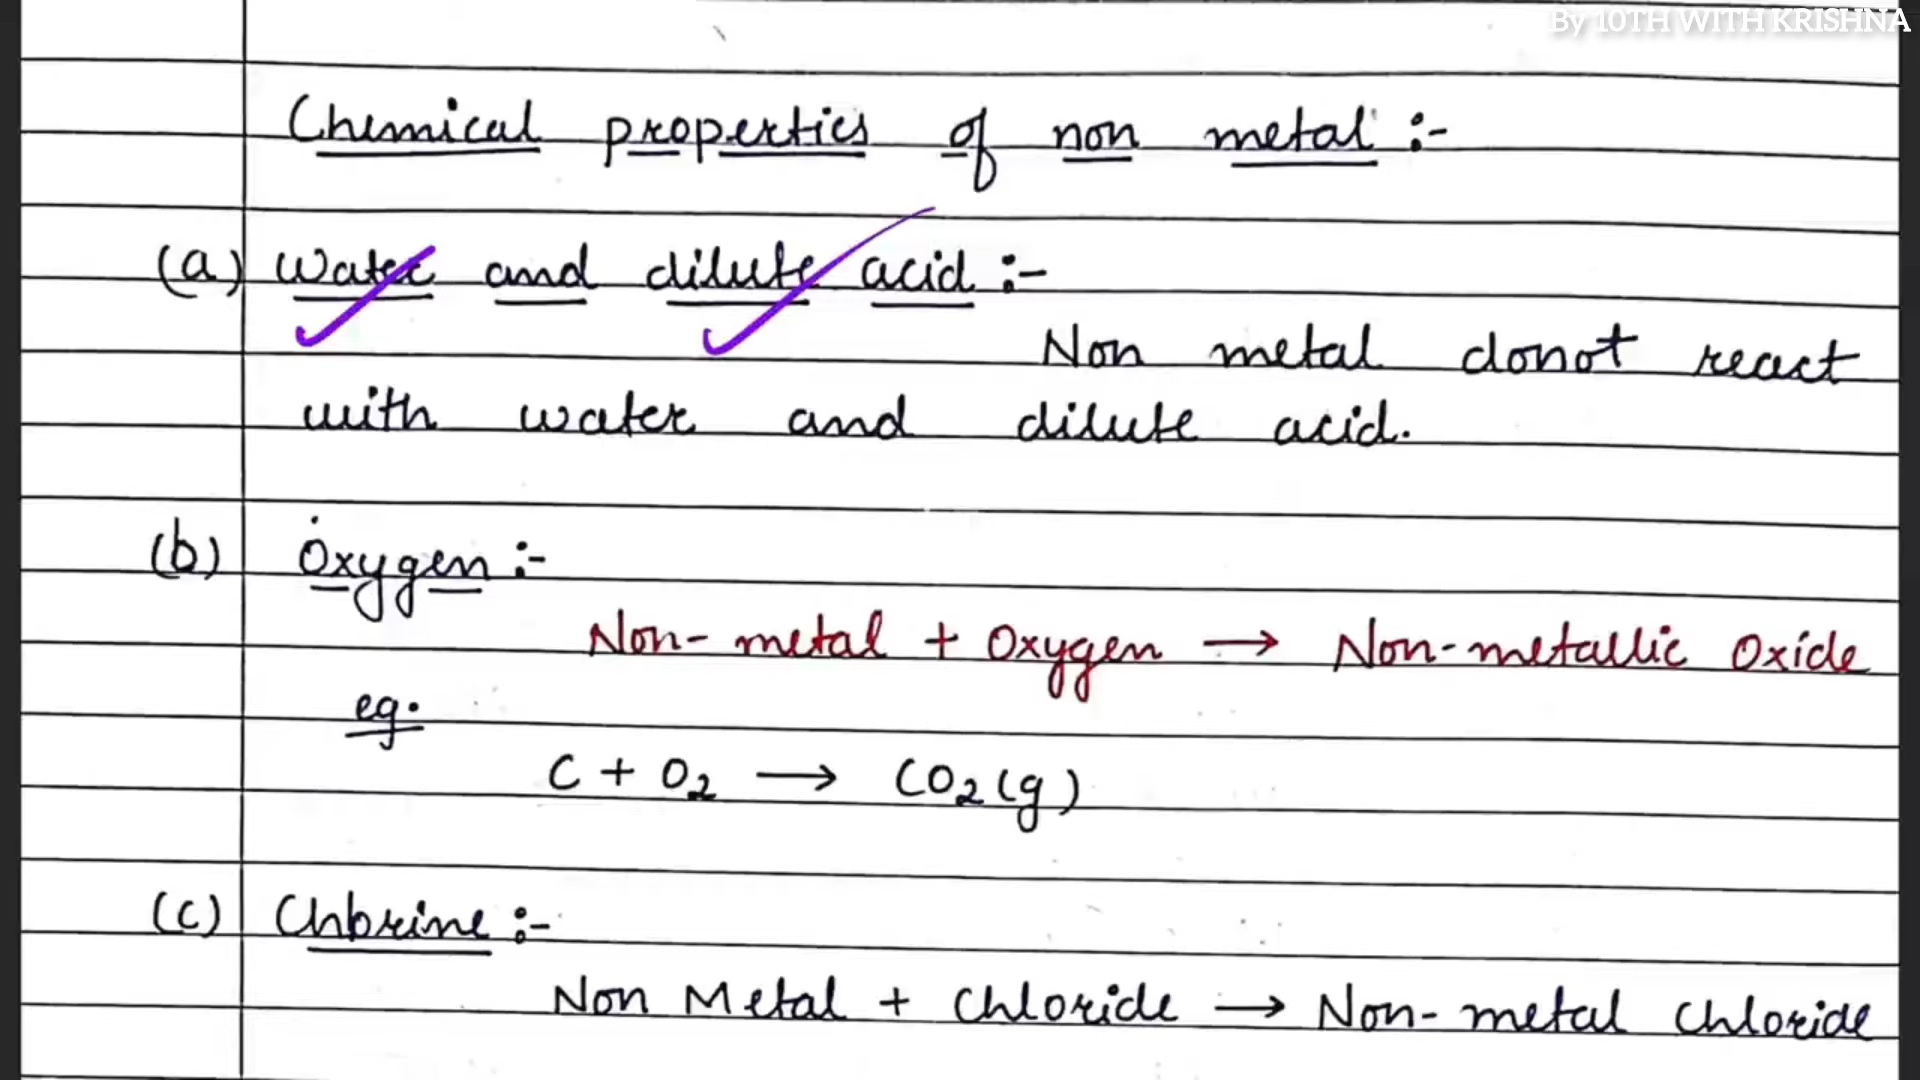 By 10TH WITH KRISHNA
Chemical properties of non metal :-
(a) Water and dilute acid :-
Non metal donot react
with water and dilute acid.
(b) Oxygen :-
Non-metal + Oxygen → Non-metallic Oxide
eg.
C + O₂ → CO₂ (g)
(c) Chlorine :-
Non Metal + Chloride → Non-metal Chloride